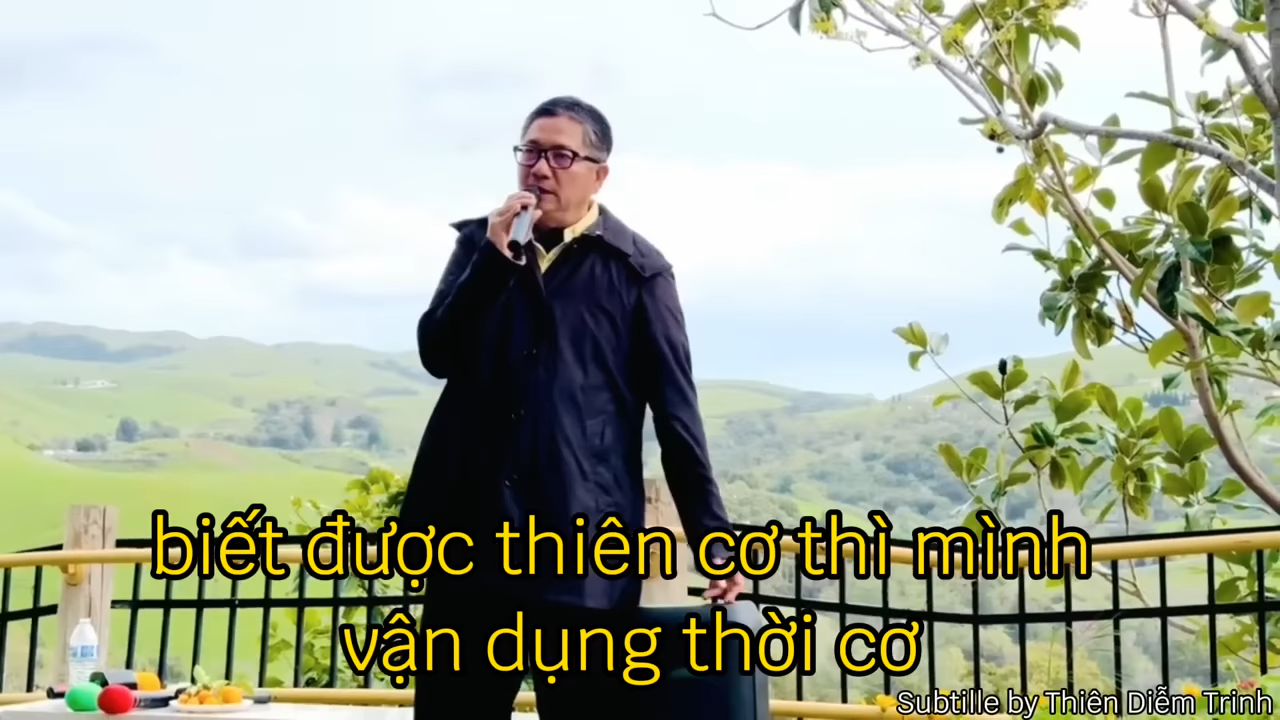 biết được thiên cơ thì mình
vận dụng thời cơ
Subtille by Thiên Diễm Trinh